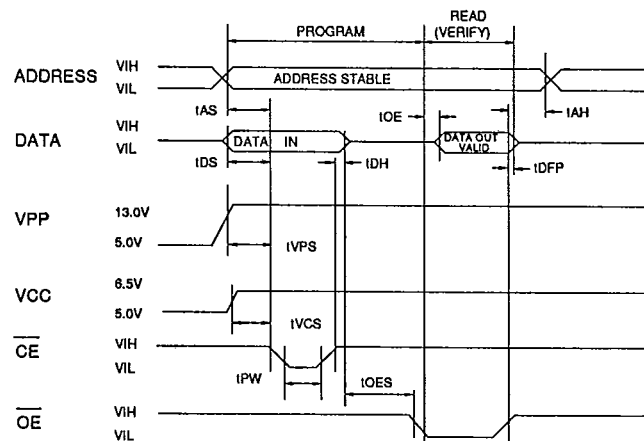 PROGRAM
READ
(VERIFY)
ADDRESS
VIH
VIL
ADDRESS STABLE
tAS
tOE
tAH
DATA
VIH
VIL
DATA IN
DATA OUT
VALID
tDS
tDH
tDFP
VPP
13.0V
5.0V
tVPS
VCC
6.5V
5.0V
tVCS
CE
VIH
VIL
tPW
tOES
OE
VIH
VIL